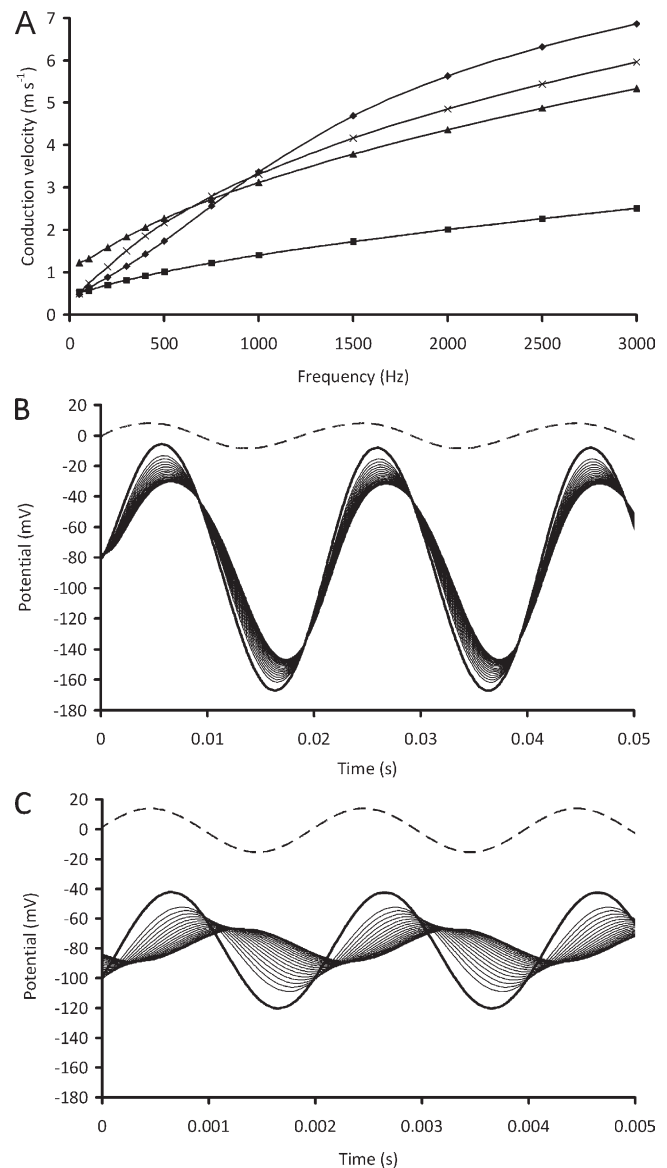 A
7
6
5
4
3
2
1
0
Conduction velocity (m s⁻¹)
0 500 1000 1500 2000 2500 3000
Frequency (Hz)
B
20
0
-20
-40
-60
-80
-100
-120
-140
-160
-180
Potential (mV)
0 0.01 0.02 0.03 0.04 0.05
Time (s)
C
20
0
-20
-40
-60
-80
-100
-120
-140
-160
-180
Potential (mV)
0 0.001 0.002 0.003 0.004 0.005
Time (s)